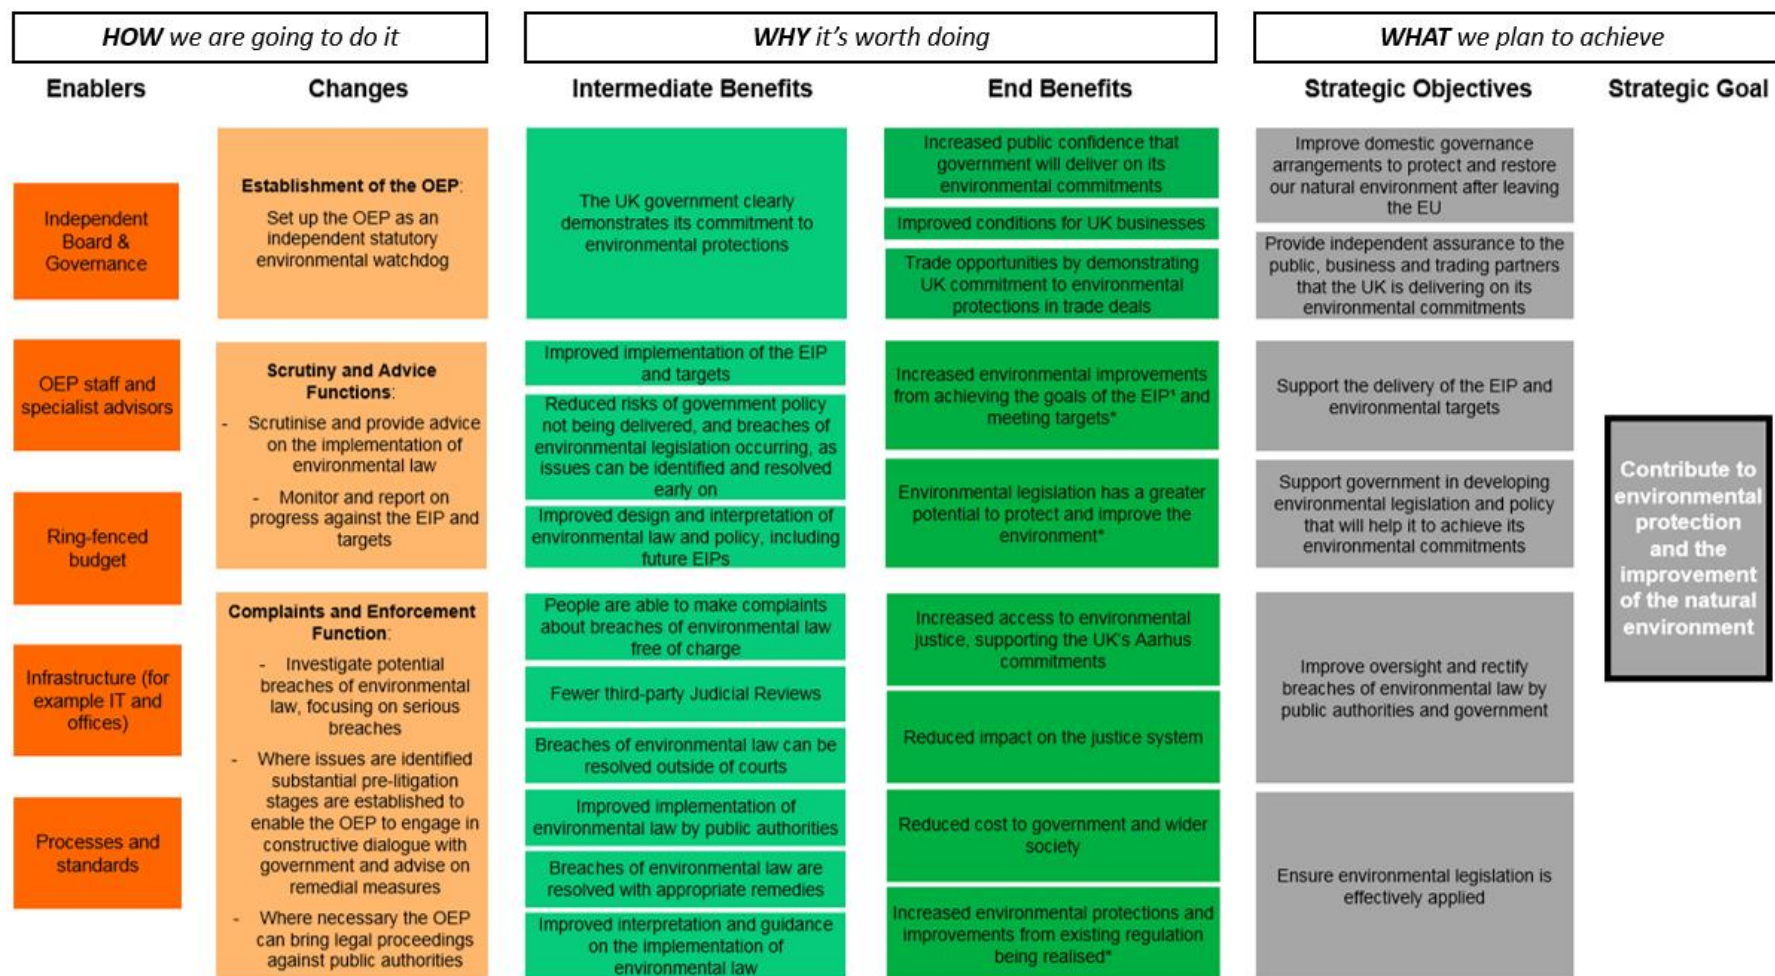 HOW we are going to do it
WHY it's worth doing
WHAT we plan to achieve
Enablers
Changes
Intermediate Benefits
End Benefits
Strategic Objectives
Strategic Goal
Independent
Board &
Governance
OEP staff and
specialist advisors
Ring-fenced
budget
Infrastructure (for
example IT and
offices)
Processes and
standards
Establishment of the OEP:
Set up the OEP as an
independent statutory
environmental watchdog
Scrutiny and Advice
Functions:
- Scrutinise and provide advice
on the implementation of
environmental law
- Monitor and report on
progress against the EIP and
targets
Complaints and Enforcement
Function:
- Investigate potential
breaches of environmental
law, focusing on serious
breaches
- Where issues are identified
substantial pre-litigation
stages are established to
enable the OEP to engage in
constructive dialogue with
government and advise on
remedial measures
- Where necessary the OEP
can bring legal proceedings
against public authorities
The UK government clearly
demonstrates its commitment to
environmental protections
Improved implementation of the EIP
and targets
Reduced risks of government policy
not being delivered, and breaches of
environmental legislation occurring, as
issues can be identified and resolved
early on
Improved design and interpretation of
environmental law and policy, including
future EIPs
People are able to make complaints
about breaches of environmental law
free of charge
Fewer third-party Judicial Reviews
Breaches of environmental law can be
resolved outside of courts
Improved implementation of
environmental law by public authorities
Breaches of environmental law are
resolved with appropriate remedies
Improved interpretation and guidance
on the implementation of
environmental law
Increased public confidence that
government will deliver on its
environmental commitments
Improved conditions for UK businesses
Trade opportunities by demonstrating
UK commitment to environmental
protections in trade deals
Increased environmental improvements
from achieving the goals of the EIP¹ and
meeting targets*
Environmental legislation has a greater
potential to protect and improve the
environment*
Increased access to environmental
justice, supporting the UK's Aarhus
commitments
Reduced impact on the justice system
Reduced cost to government and wider
society
Increased environmental protections and
improvements from existing regulation
being realised*
Improve domestic governance
arrangements to protect and restore
our natural environment after leaving
the EU
Provide independent assurance to the
public, business and trading partners
that the UK is delivering on its
environmental commitments
Support the delivery of the EIP and
environmental targets
Support government in developing
environmental legislation and policy
that will help it to achieve its
environmental commitments
Improve oversight and rectify
breaches of environmental law by
public authorities and government
Ensure environmental legislation is
effectively applied
Contribute to
environmental
protection
and the
improvement
of the natural
environment